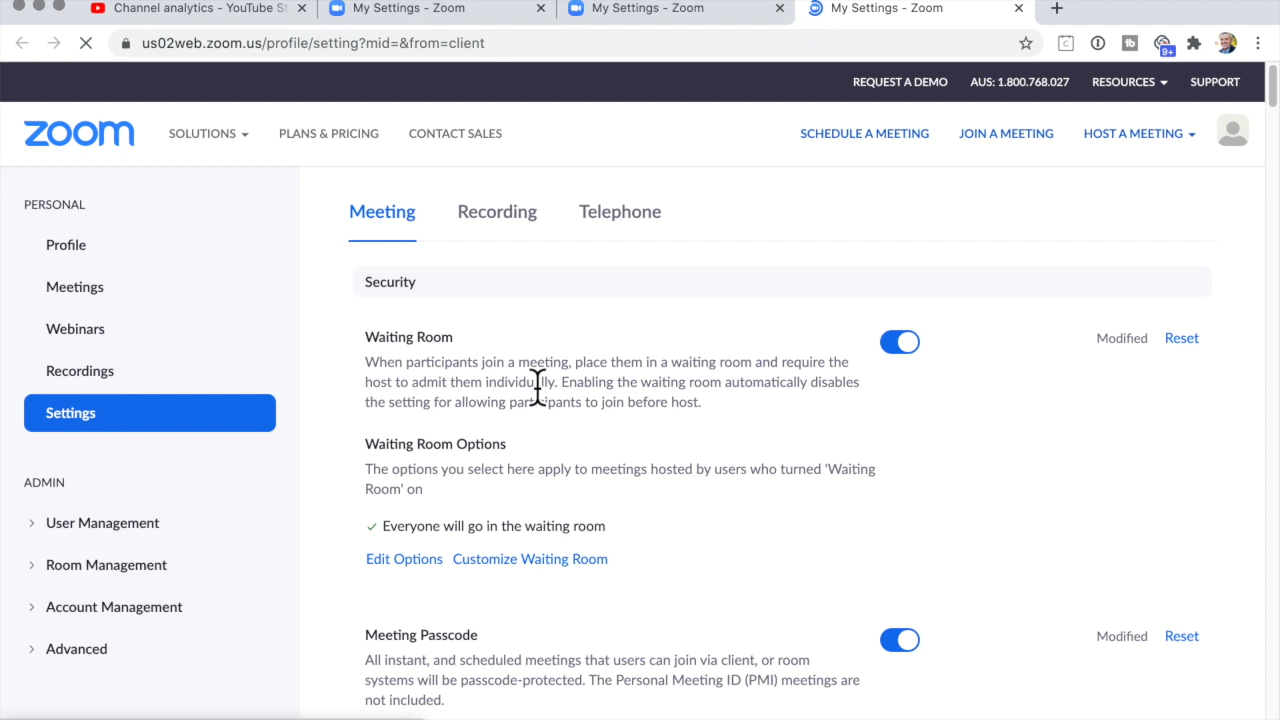 Channel analytics - YouTube St
My Settings - Zoom
My Settings - Zoom
My Settings - Zoom
us02web.zoom.us/profile/setting?mid=&from=client
9+
REQUEST A DEMO
AUS: 1.800.768.027
RESOURCES
SUPPORT
zoom
SOLUTIONS
PLANS & PRICING
CONTACT SALES
SCHEDULE A MEETING
JOIN A MEETING
HOST A MEETING
PERSONAL
Profile
Meetings
Webinars
Recordings
Settings
ADMIN
User Management
Room Management
Account Management
Advanced
Meeting
Recording
Telephone
Security
Waiting Room
When participants join a meeting, place them in a waiting room and require the
host to admit them individually. Enabling the waiting room automatically disables
the setting for allowing participants to join before host.
Modified
Reset
Waiting Room Options
The options you select here apply to meetings hosted by users who turned 'Waiting
Room' on
Everyone will go in the waiting room
Edit Options
Customize Waiting Room
Meeting Passcode
All instant, and scheduled meetings that users can join via client, or room
systems will be passcode-protected. The Personal Meeting ID (PMI) meetings are
not included.
Modified
Reset